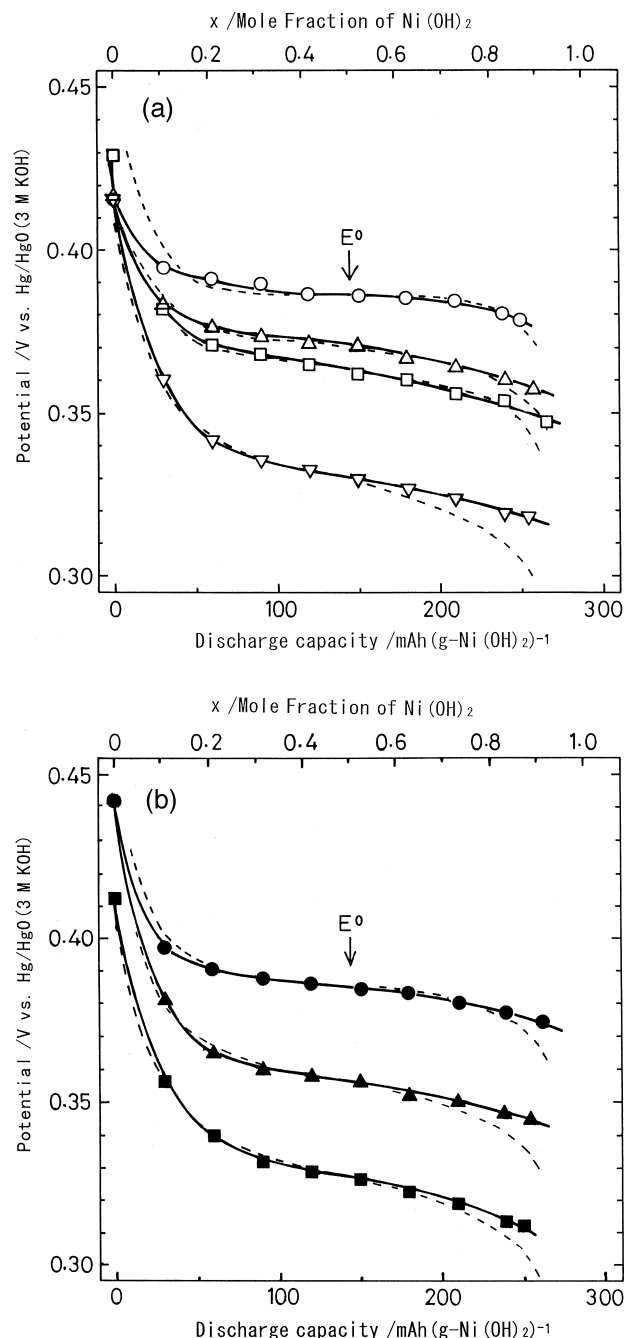 x /Mole Fraction of Ni(OH)2
0 0.2 0.4 0.6 0.8 1.0
0.45
(a)
E⁰
0.40
0.35
0.30
Potential /V vs. Hg/HgO(3 M KOH)
0 100 200 300
Discharge capacity /mAh(g-Ni(OH)2)⁻¹
x /Mole Fraction of Ni(OH)2
0 0.2 0.4 0.6 0.8 1.0
0.45
(b)
E⁰
0.40
0.35
0.30
Potential /V vs. Hg/HgO(3 M KOH)
0 100 200 300
Discharge capacity /mAh(g-Ni(OH)2)⁻¹